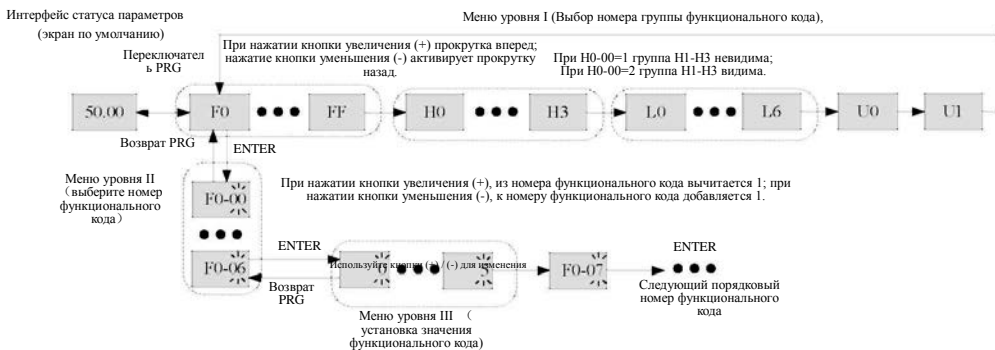 Интерфейс статуса параметров
(экран по умолчанию)
Меню уровня I (Выбор номера группы функционального кода),
Переключател
ь PRG
При нажатии кнопки увеличения (+) прокрутка вперед;
нажатие кнопки уменьшения (-) активирует прокрутку
назад.
При H0-00=1 группа H1-H3 невидима;
При H0-00=2 группа H1-H3 видима.
50.00
F0
FF
H0
H3
L0
L6
U0
U1
Возврат PRG
ENTER
Меню уровня II
(выберите номер
функционального
кода)
F0-00
При нажатии кнопки увеличения (+), из номера функционального кода вычитается 1; при
нажатии кнопки уменьшения (-), к номеру функционального кода добавляется 1.
F0-06
ENTER
Возврат
PRG
0
5
Используйте кнопки (+) / (-) для изменения
F0-07
ENTER
Следующий порядковый
номер функционального
кода
Меню уровня III (
установка значения
функционального кода)